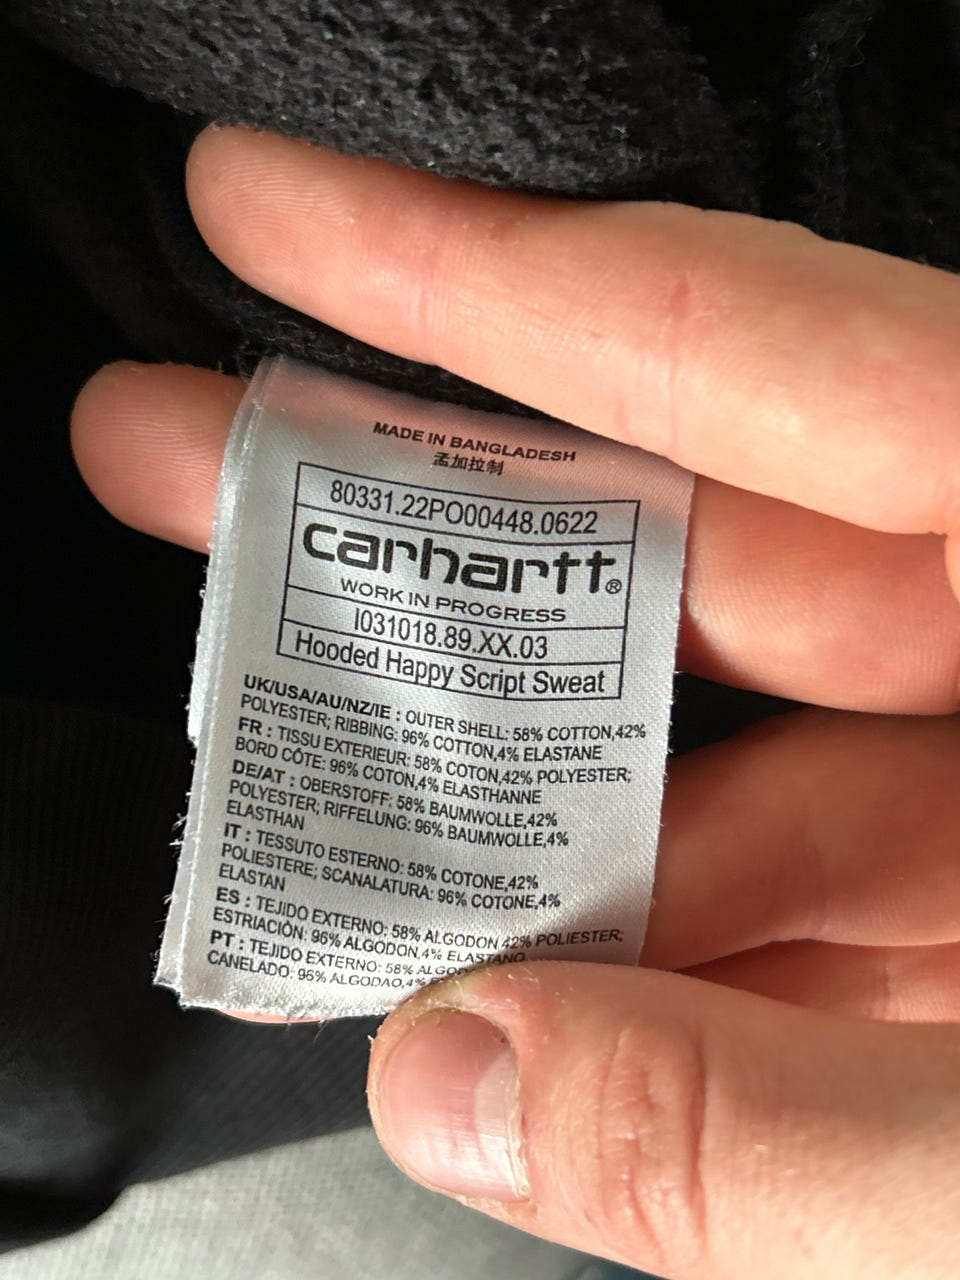 MADE IN BANGLADESH
孟加拉制
80331.22PO00448.0622
carhartt®
WORK IN PROGRESS
I031018.89.XX.03
Hooded Happy Script Sweat
UK/USA/AU/NZ/IE : OUTER SHELL: 58% COTTON,42%
POLYESTER; RIBBING: 96% COTTON,4% ELASTANE
FR : TISSU EXTERIEUR: 58% COTON,42% POLYESTER;
BORD CÔTE: 96% COTON,4% ELASTHANNE
DE/AT : OBERSTOFF: 58% BAUMWOLLE,42%
POLYESTER; RIFFELUNG: 96% BAUMWOLLE,4%
ELASTHAN
IT : TESSUTO ESTERNO: 58% COTONE,42%
POLIESTERE; SCANALATURA: 96% COTONE,4%
ELASTAN
ES : TEJIDO EXTERNO: 58% ALGODON 42% POLIESTER;
ESTRIACIÓN: 96% ALGODON,4% ELASTANO
PT : TEJIDO EXTERNO: 58%
CANELADO: 96% ALGODAO,4%